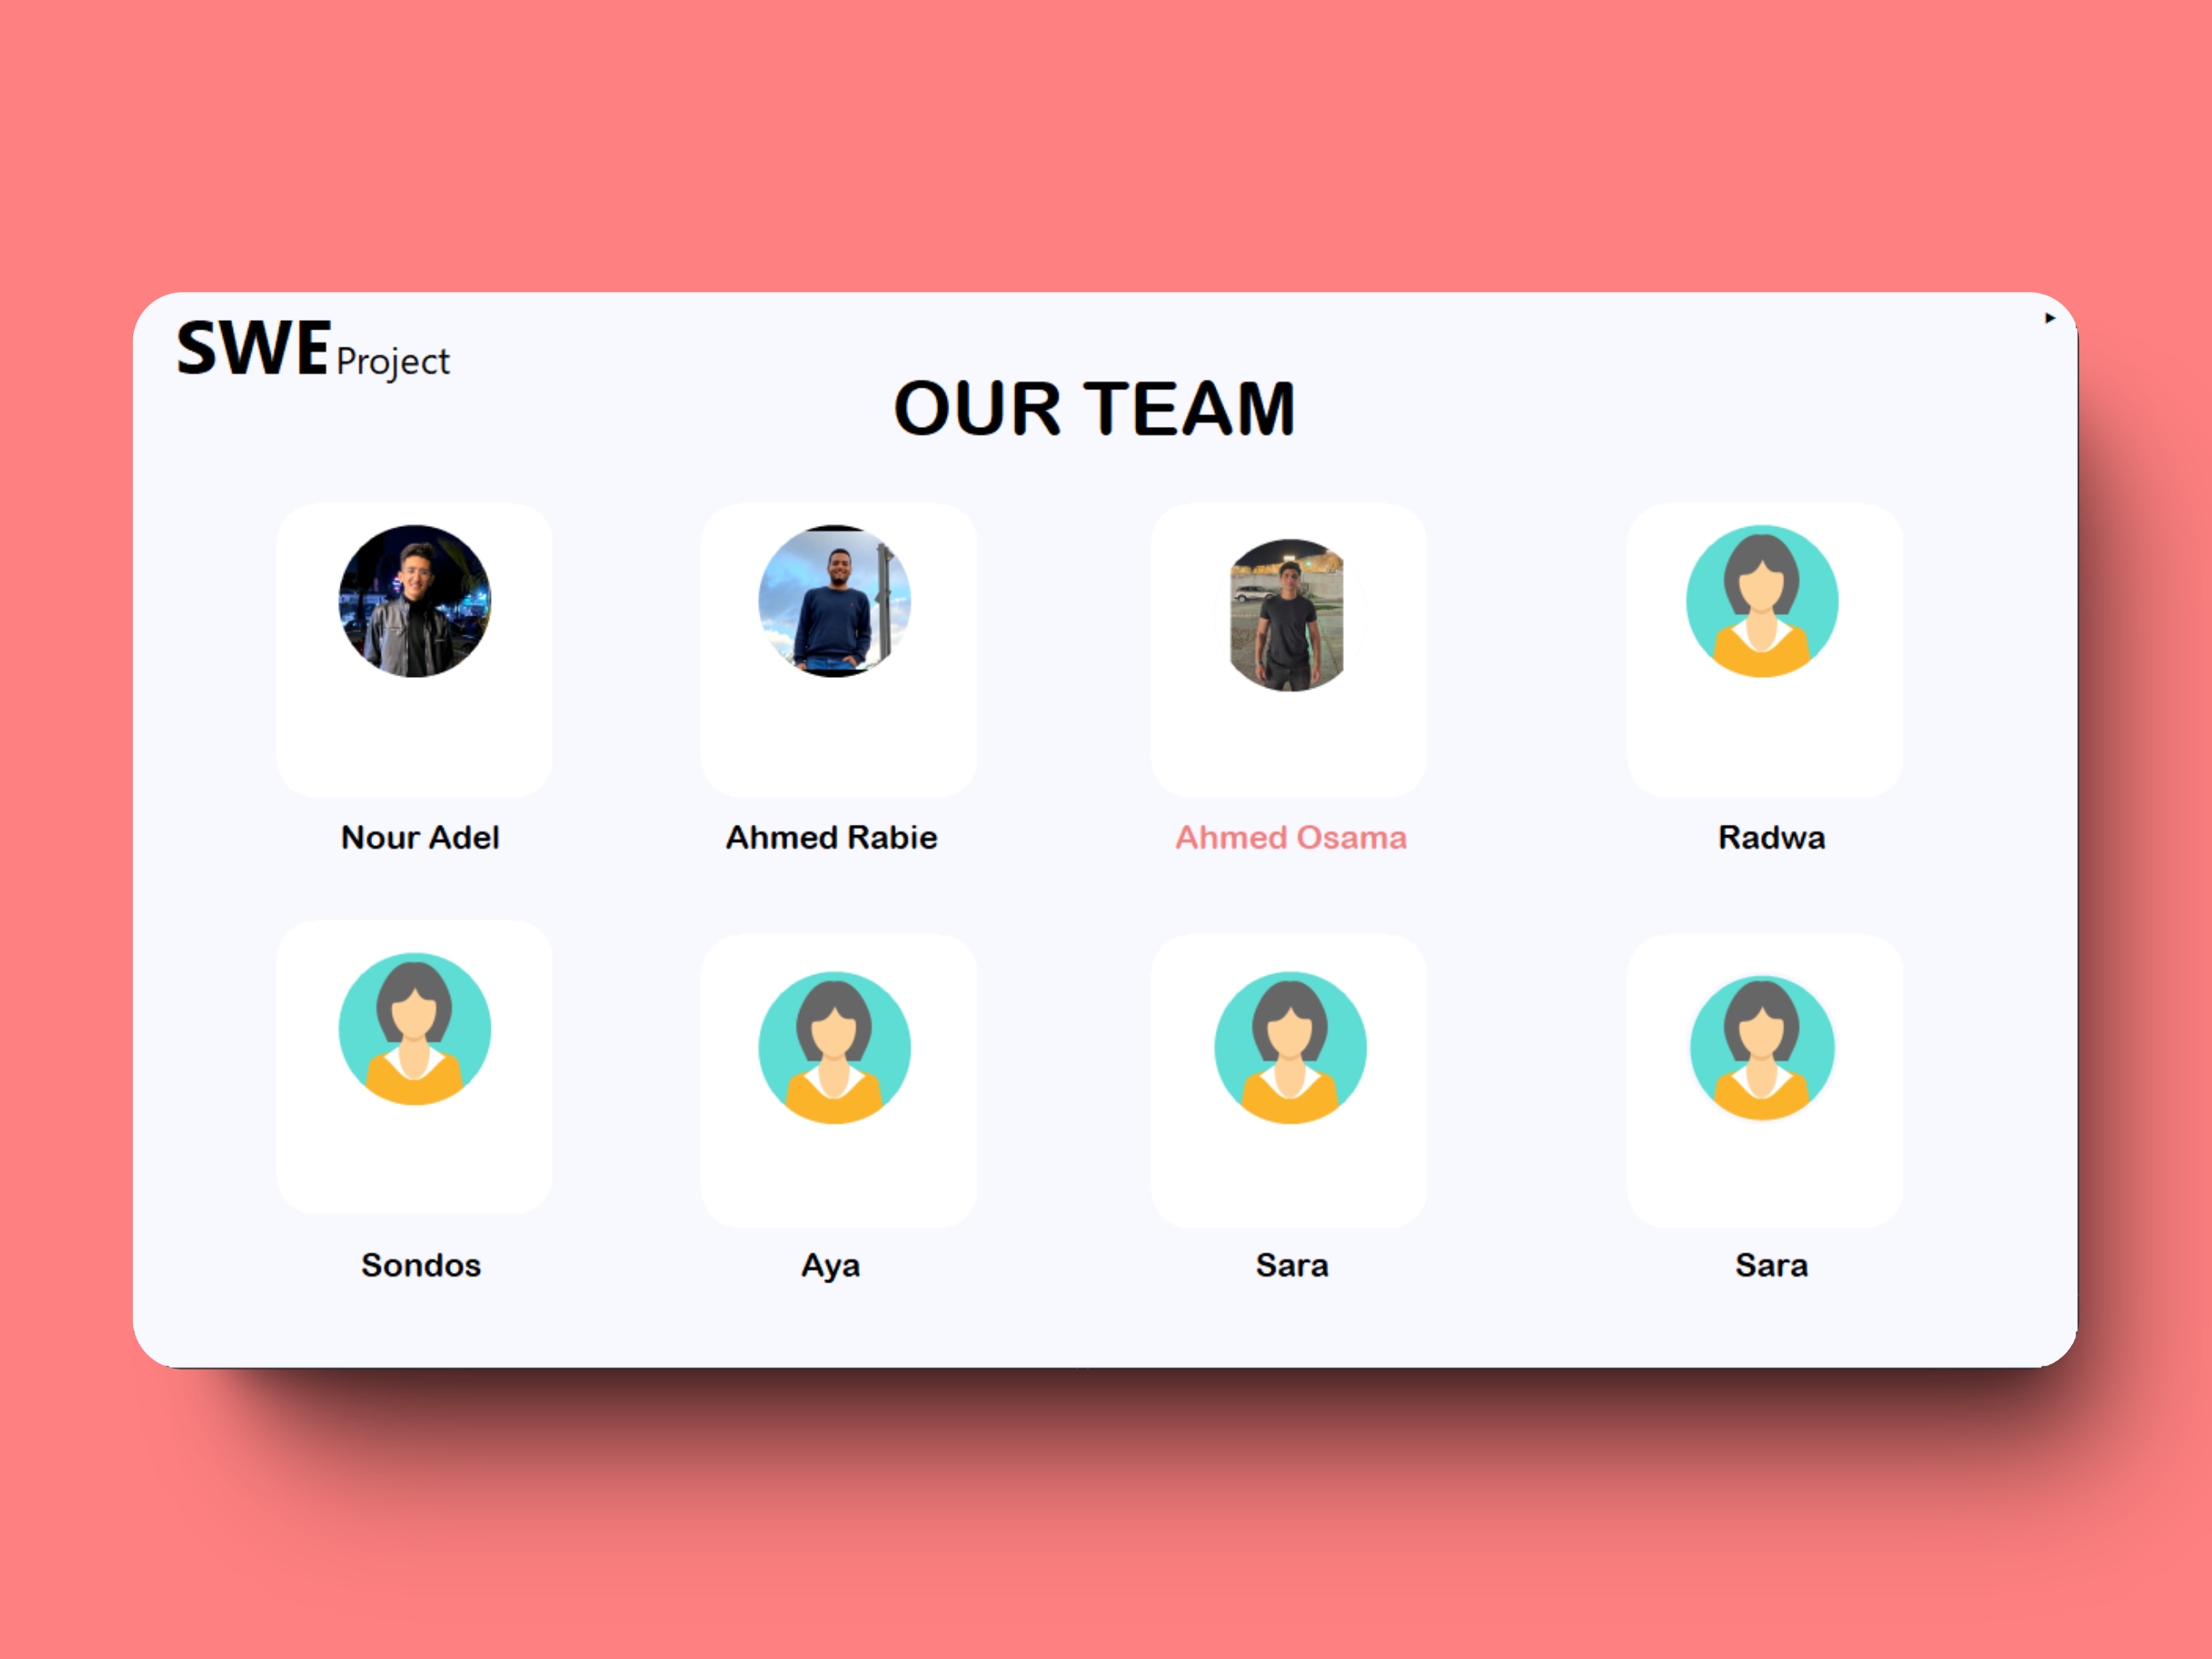 SWE Project
OUR TEAM
Nour Adel
Ahmed Rabie
Ahmed Osama
Radwa
Sondos
Aya
Sara
Sara